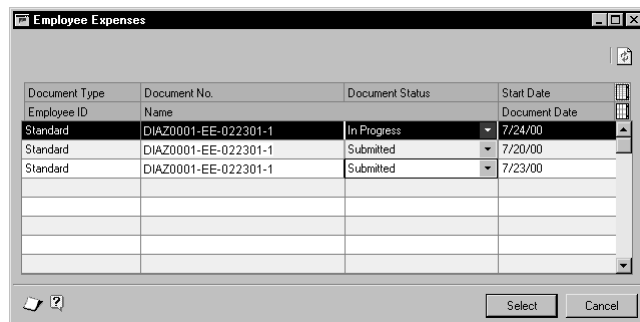 Employee Expenses
Document Type Document No. Document Status Start Date
Employee ID Name Document Date
Standard DIAZ0001-EE-022301-1 In Progress 7/24/00
Standard DIAZ0001-EE-022301-1 Submitted 7/20/00
Standard DIAZ0001-EE-022301-1 Submitted 7/23/00
Select Cancel